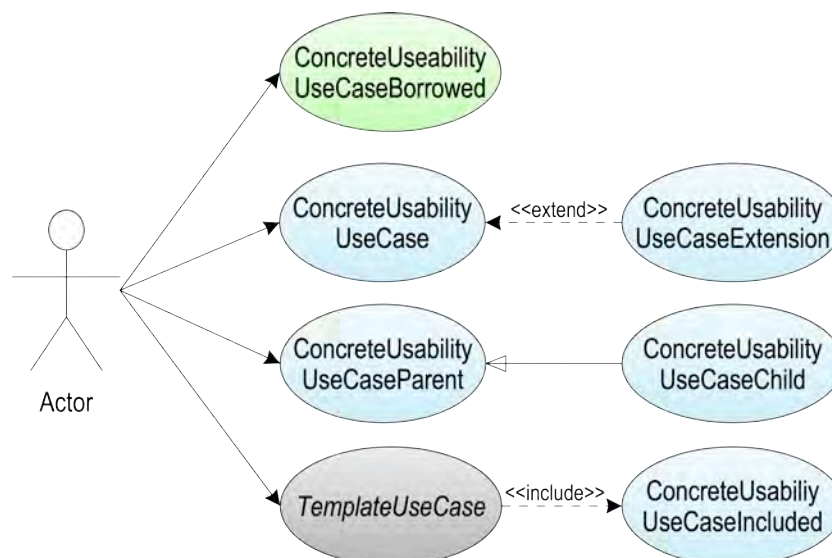 ConcreteUseability
UseCaseBorrowed
ConcreteUsability
UseCase
<<extend>>
ConcreteUsability
UseCaseExtension
Actor
ConcreteUsability
UseCaseParent
ConcreteUsability
UseCaseChild
TemplateUseCase
<<include>>
ConcreteUsabiliy
UseCaseIncluded